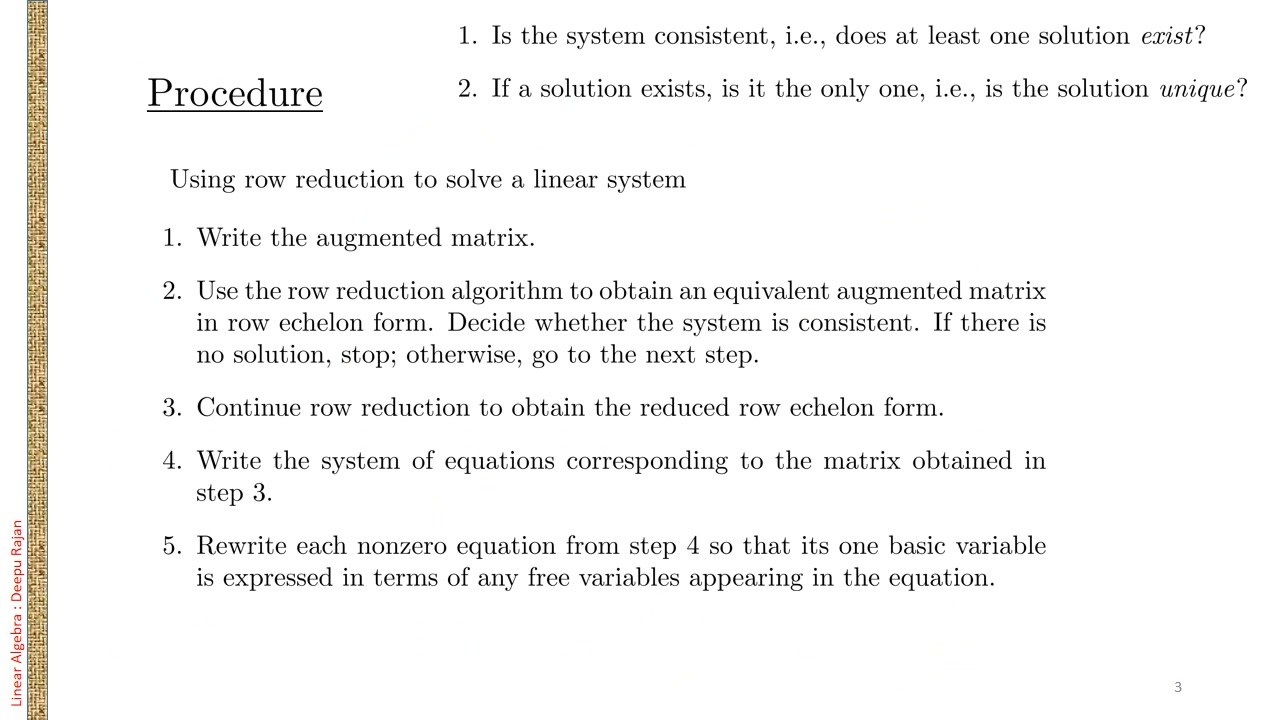 1. Is the system consistent, i.e., does at least one solution exist?
2. If a solution exists, is it the only one, i.e., is the solution unique?
Procedure
Using row reduction to solve a linear system
1. Write the augmented matrix.
2. Use the row reduction algorithm to obtain an equivalent augmented matrix
in row echelon form. Decide whether the system is consistent. If there is
no solution, stop; otherwise, go to the next step.
3. Continue row reduction to obtain the reduced row echelon form.
4. Write the system of equations corresponding to the matrix obtained in
step 3.
5. Rewrite each nonzero equation from step 4 so that its one basic variable
is expressed in terms of any free variables appearing in the equation.
Linear Algebra : Deepu Rajan
3